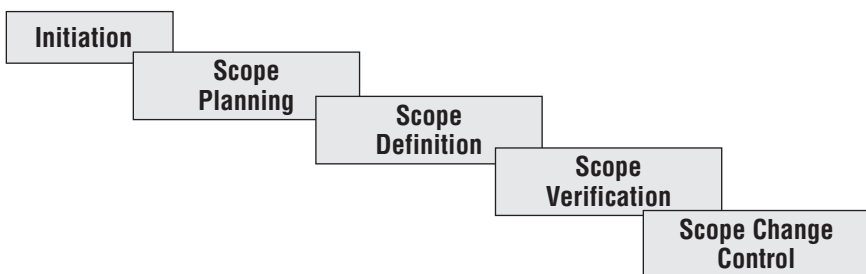 Initiation
Scope
Planning
Scope
Definition
Scope
Verification
Scope Change
Control